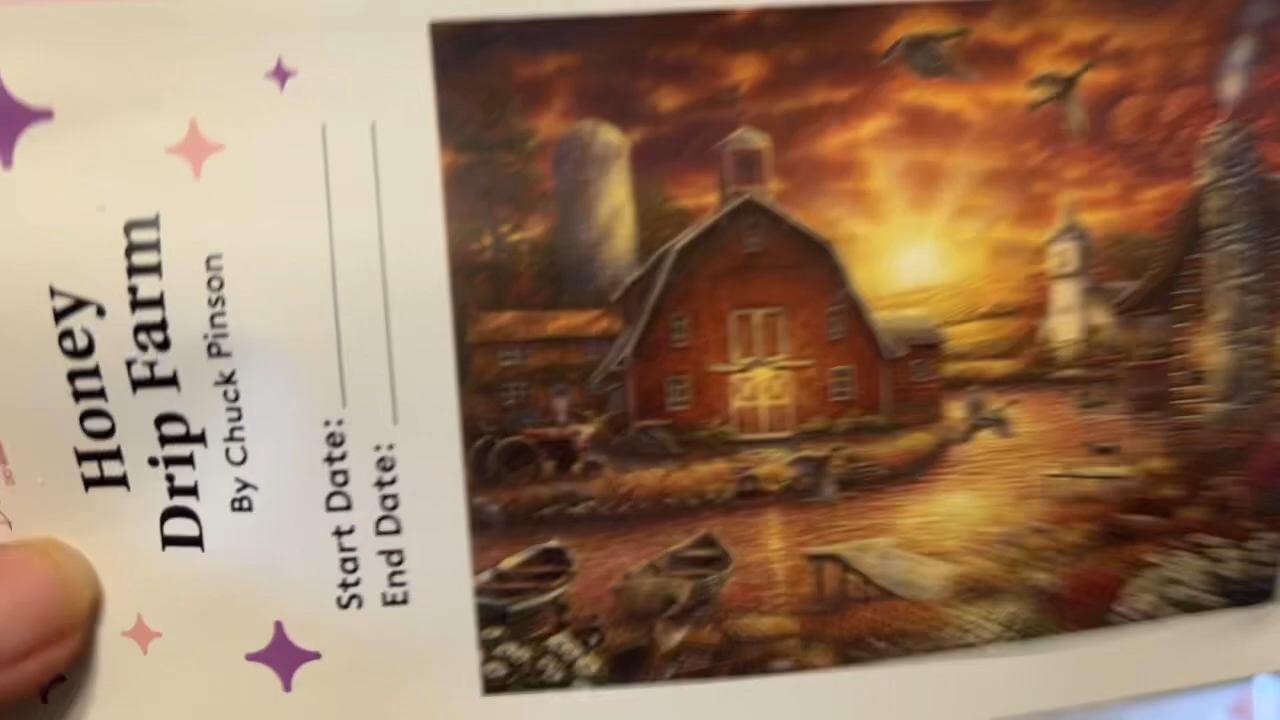 Honey
Drip Farm
By Chuck Pinson
Start Date:
End Date: